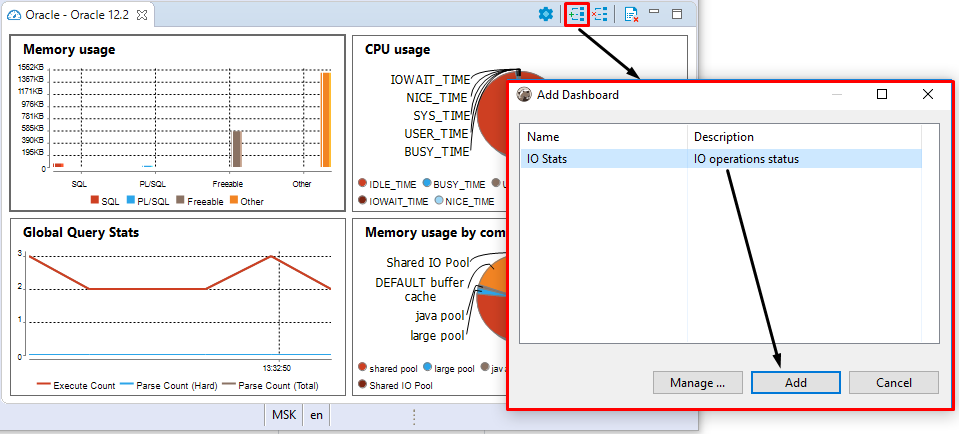 Oracle - Oracle 12.2
Memory usage
1562KB
1367KB
1171KB
976KB
781KB
585KB
390KB
195KB
0
SQL PL/SQL Freeable Other
SQL PL/SQL Freeable Other
CPU usage
IOWAIT_TIME
NICE_TIME
SYS_TIME
USER_TIME
BUSY_TIME
IDLE_TIME BUSY_TIME
IOWAIT_TIME NICE_TIME
Global Query Stats
3
2
1
0
13:32:50
Execute Count Parse Count (Hard) Parse Count (Total)
Memory usage by com
Shared IO Pool
DEFAULT buffer
cache
java pool
large pool
shared pool large pool java
Shared IO Pool
MSK en
Add Dashboard
Name Description
IO Stats IO operations status
Manage ... Add Cancel